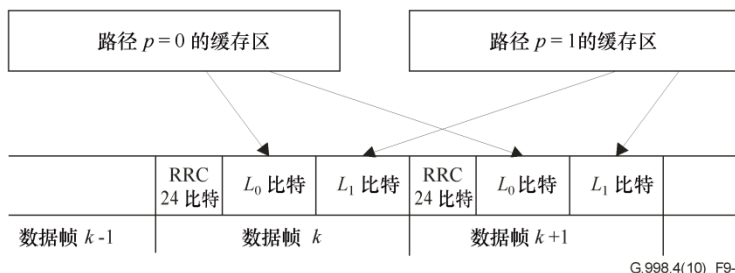 路径 p = 0 的缓存区
路径 p = 1的缓存区
RRC
24 比特
L₀ 比特
L₁ 比特
RRC
24 比特
L₀ 比特
L₁ 比特
数据帧 k-1
数据帧 k
数据帧 k+1
G.998.4(10)_F9-